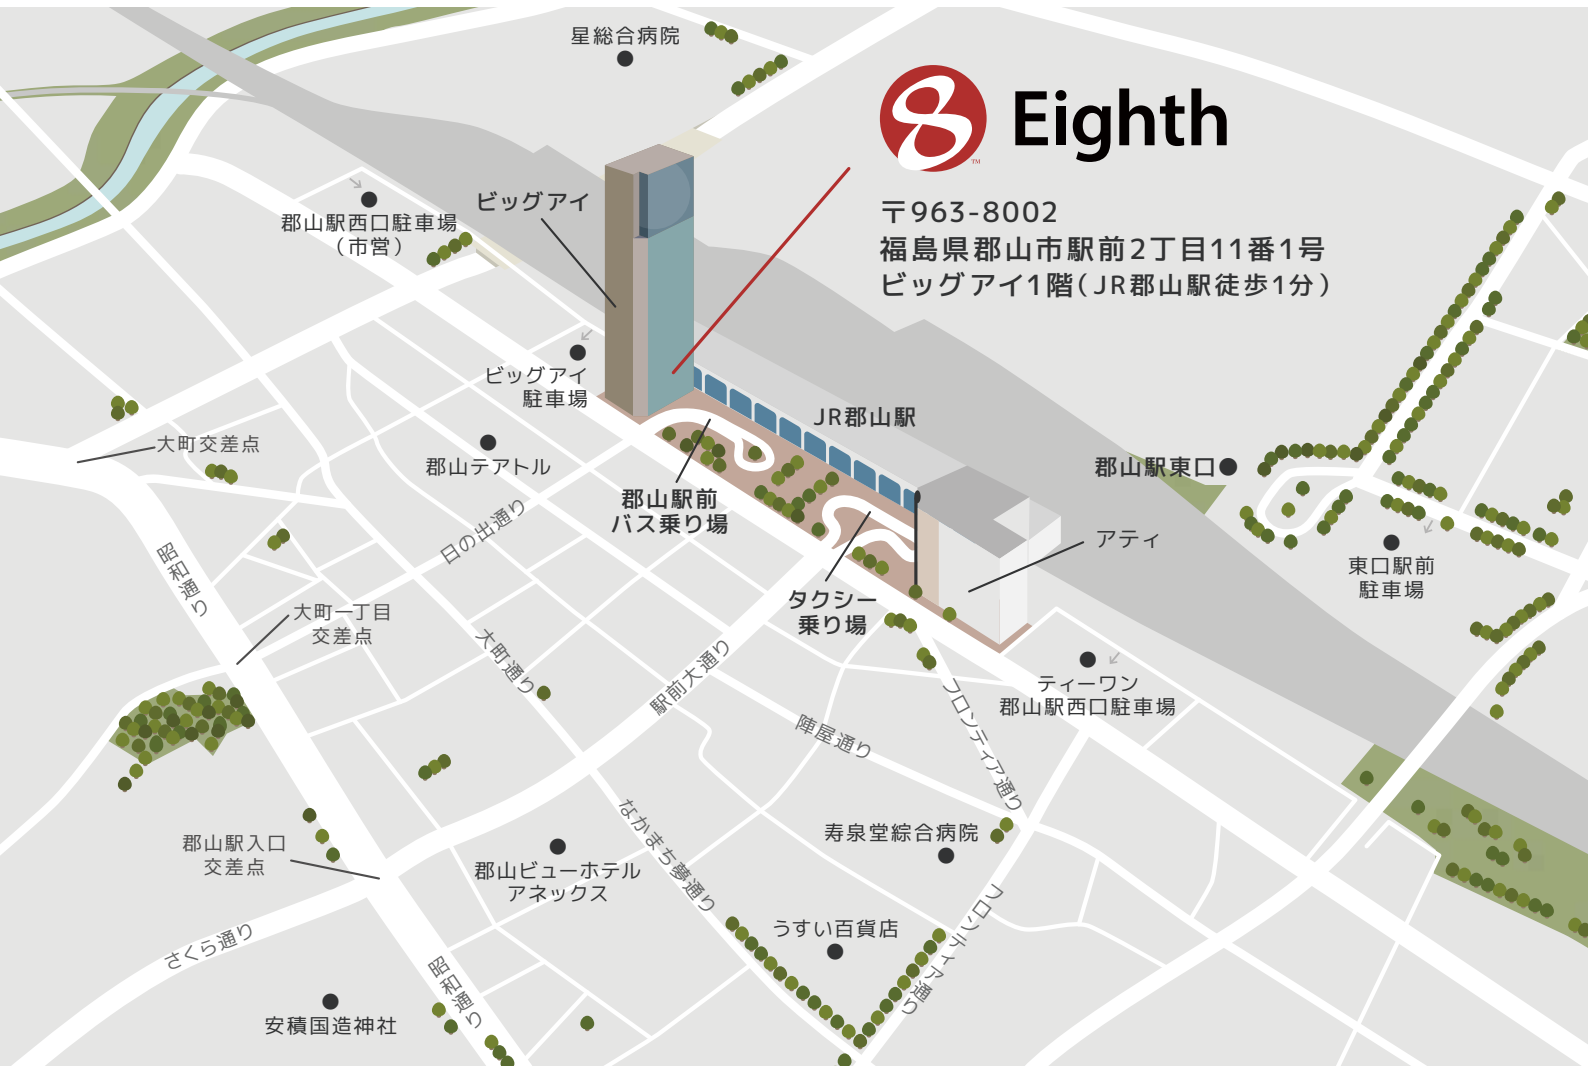 星総合病院
Eighth
TM
〒963-8002
福島県郡山市駅前2丁目11番1号
ビッグアイ1階(JR郡山駅徒歩1分)
ビッグアイ
郡山駅西口駐車場
(市営)
ビッグアイ
駐車場
JR郡山駅
大町交差点
郡山テアトル
郡山駅東口
郡山駅前
バス乗り場
日の出通り
アティ
東口駅前
駐車場
昭和通り
タクシー
乗り場
大町一丁目
交差点
大町通り
駅前大通り
ティーワン
郡山駅西口駐車場
フロンティア通り
陣屋通り
なかまち夢通り
寿泉堂綜合病院
郡山駅入口
交差点
郡山ビューホテル
アネックス
うすい百貨店
フロンティア通り
さくら通り
昭和通り
安積国造神社